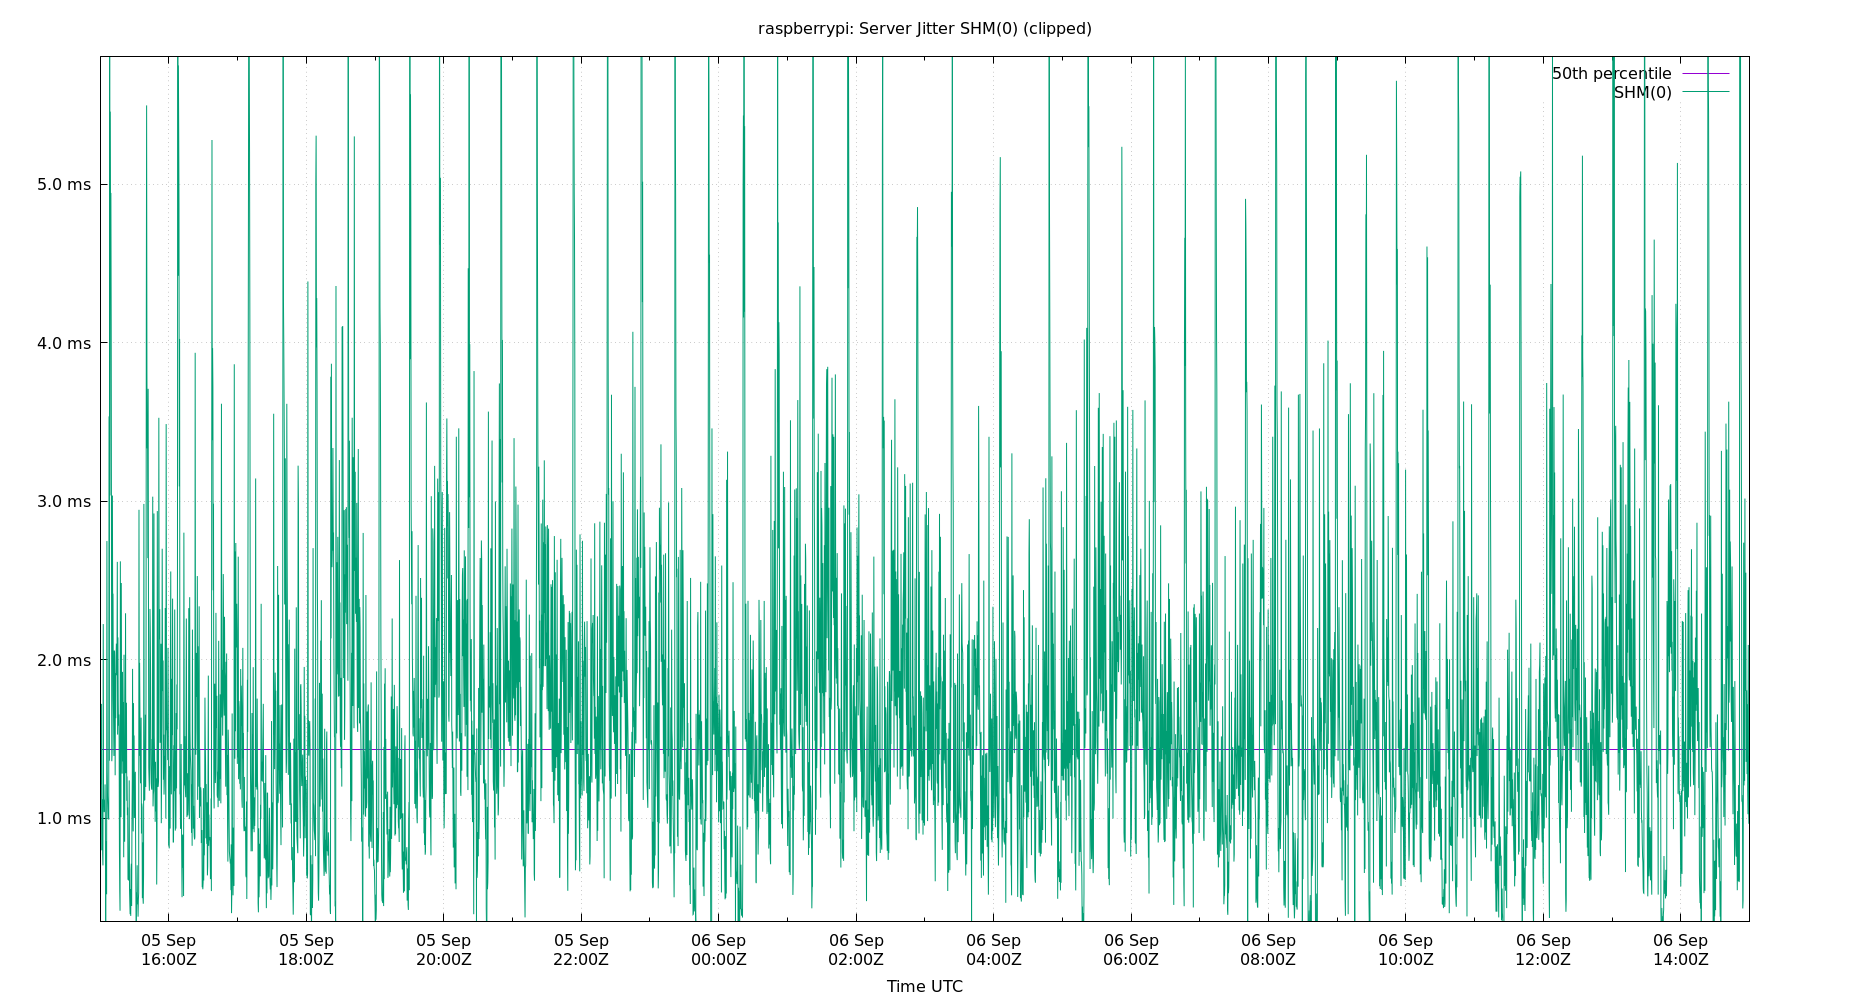 raspberrypi: Server Jitter SHM(0) (clipped)
50th percentile
SHM(0)
5.0 ms
4.0 ms
3.0 ms
2.0 ms
1.0 ms
05 Sep 05 Sep 05 Sep 05 Sep 06 Sep 06 Sep 06 Sep 06 Sep 06 Sep 06 Sep 06 Sep 06 Sep
16:00Z 18:00Z 20:00Z 22:00Z 00:00Z 02:00Z 04:00Z 06:00Z 08:00Z 10:00Z 12:00Z 14:00Z
Time UTC